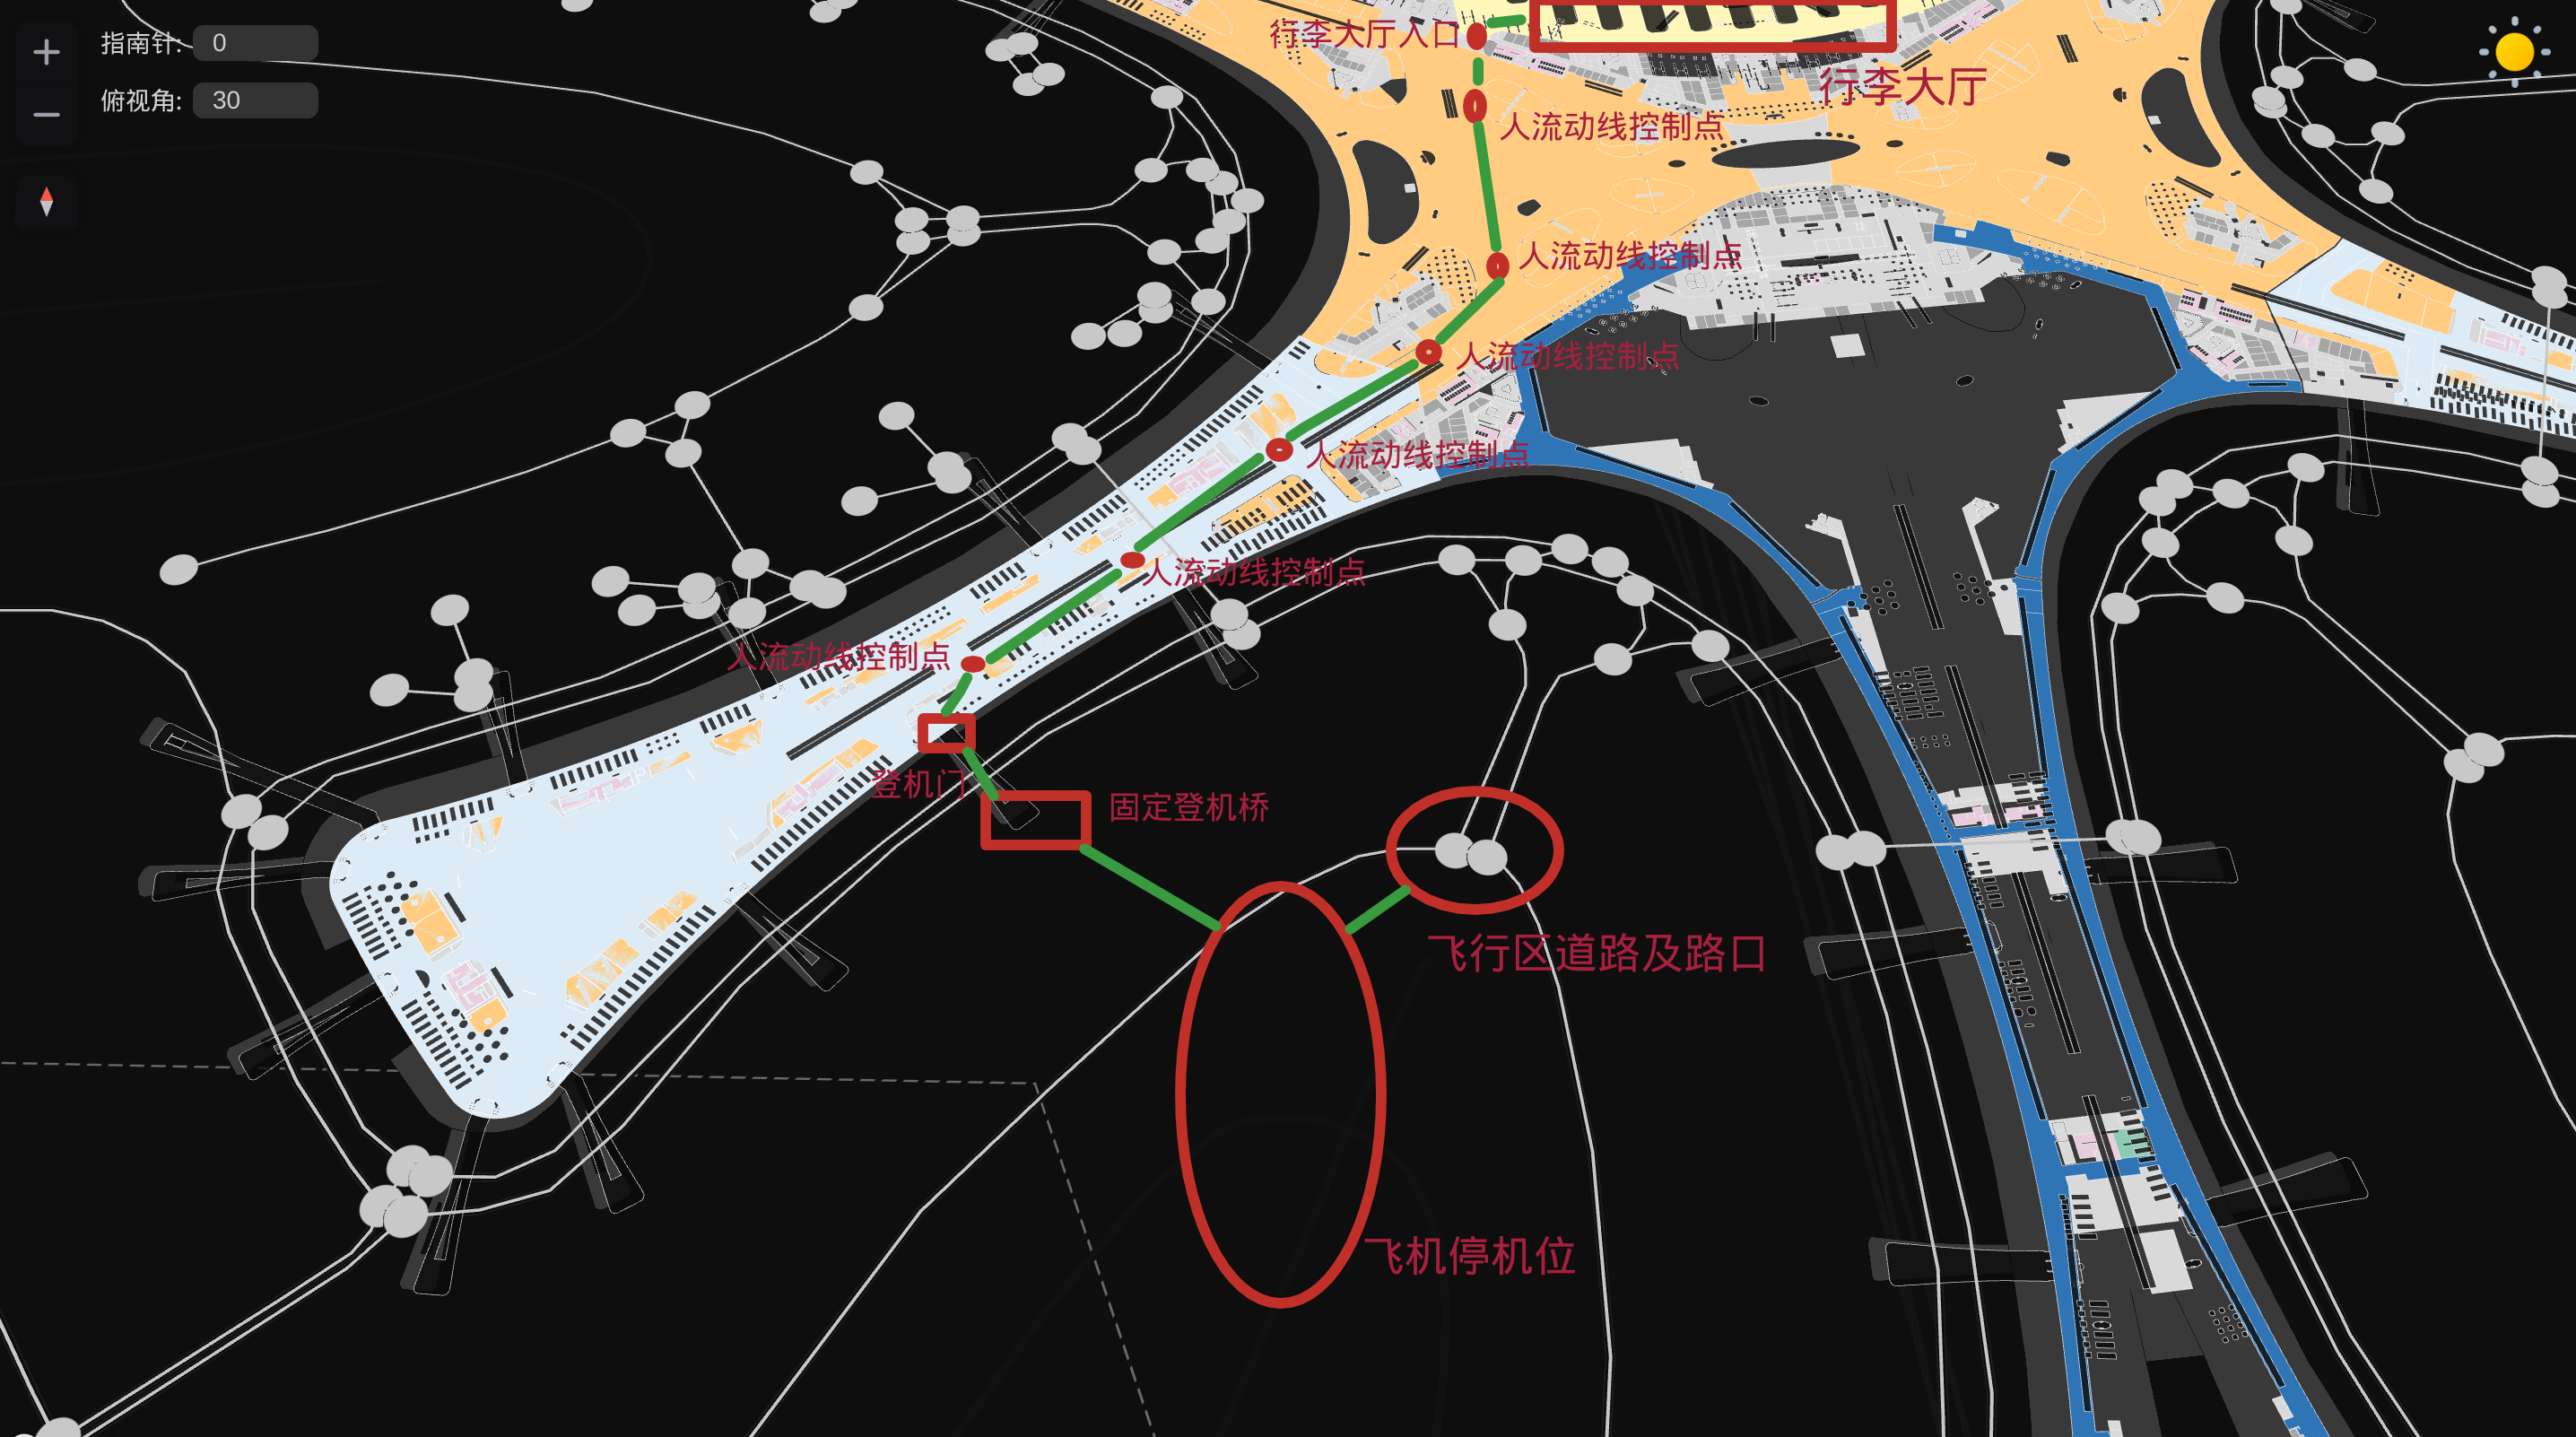 指南针: 0
俯视角: 30
行李大厅入口
行李大厅
人流动线控制点
人流动线控制点
人流动线控制点
人流动线控制点
人流动线控制点
人流动线控制点
登机门
固定登机桥
飞行区道路及路口
飞机停机位